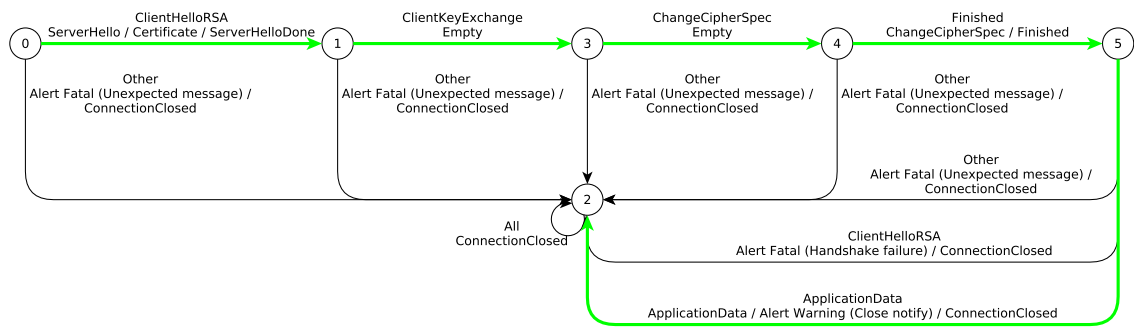 ClientHelloRSA
ServerHello / Certificate / ServerHelloDone
ClientKeyExchange
Empty
ChangeCipherSpec
Empty
Finished
ChangeCipherSpec / Finished
0
1
3
4
5
Other
Alert Fatal (Unexpected message) /
ConnectionClosed
Other
Alert Fatal (Unexpected message) /
ConnectionClosed
Other
Alert Fatal (Unexpected message) /
ConnectionClosed
Other
Alert Fatal (Unexpected message) /
ConnectionClosed
Other
Alert Fatal (Unexpected message) /
ConnectionClosed
2
All
ConnectionClosed
ClientHelloRSA
Alert Fatal (Handshake failure) / ConnectionClosed
ApplicationData
ApplicationData / Alert Warning (Close notify) / ConnectionClosed